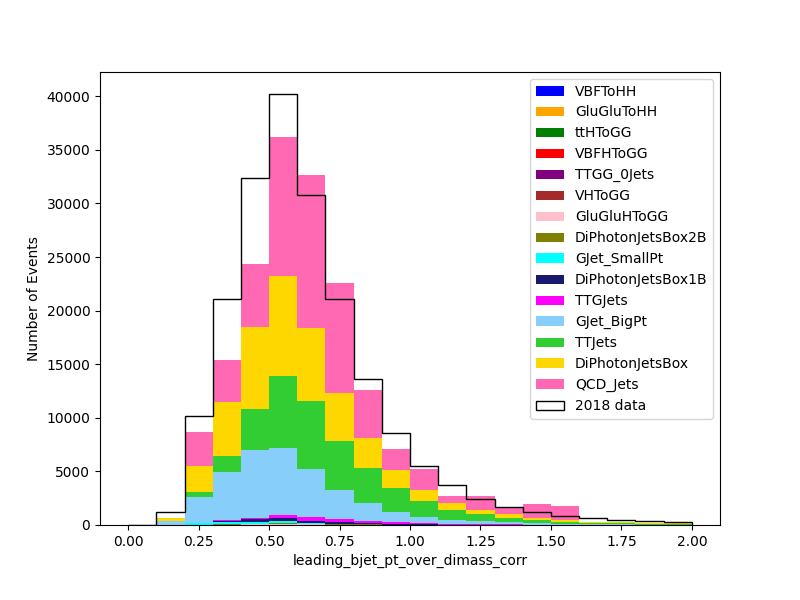 40000
35000
30000
25000
20000
15000
10000
5000
0
Number of Events
0.00 0.25 0.50 0.75 1.00 1.25 1.50 1.75 2.00
leading_bjet_pt_over_dimass_corr
VBFToHH
GluGluToHH
ttHToGG
VBFHToGG
TTGG_0Jets
VHToGG
GluGluHToGG
DiPhotonJetsBox2B
GJet_SmallPt
DiPhotonJetsBox1B
TTGJets
GJet_BigPt
TTJets
DiPhotonJetsBox
QCD_Jets
2018 data